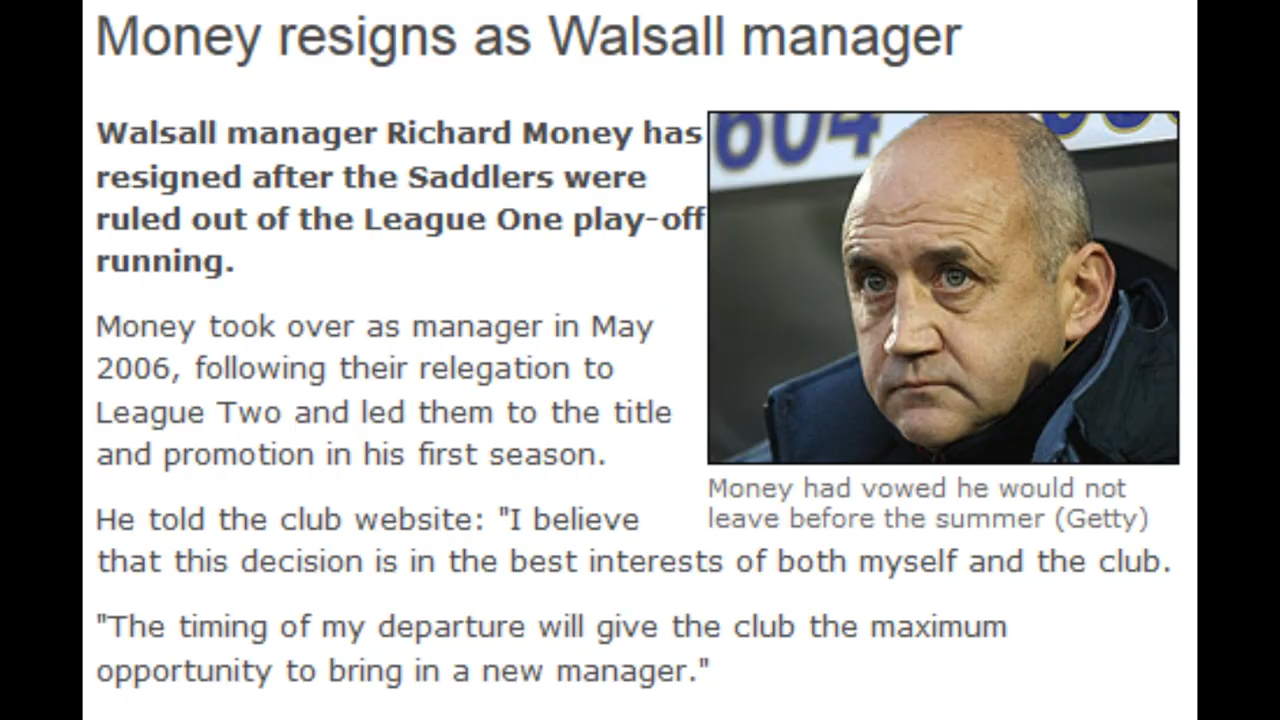 Money resigns as Walsall manager
Walsall manager Richard Money has
resigned after the Saddlers were
ruled out of the League One play-off
running.
Money took over as manager in May
2006, following their relegation to
League Two and led them to the title
and promotion in his first season.
He told the club website: "I believe
that this decision is in the best interests of both myself and the club.
"The timing of my departure will give the club the maximum
opportunity to bring in a new manager."
604
Money had vowed he would not
leave before the summer (Getty)